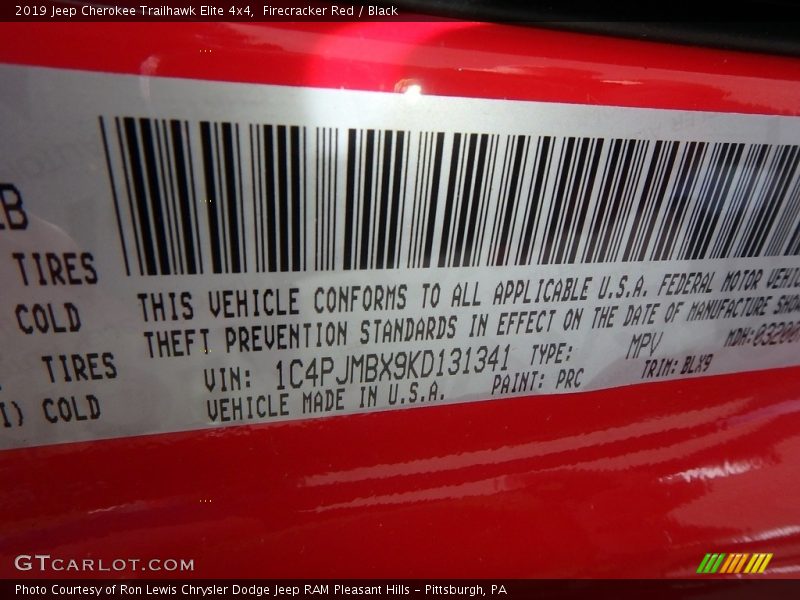 2019 Jeep Cherokee Trailhawk Elite 4x4,  Firecracker Red / Black
TIRES
COLD
TIRES
COLD
THIS VEHICLE CONFORMS TO ALL APPLICABLE U.S.A. FEDERAL MOTOR
THEFT PREVENTION STANDARDS IN EFFECT ON THE DATE OF MANUFACTURE
VIN: 1C4PJMBX9KD131341 TYPE: MPV MDH:
VEHICLE MADE IN U.S.A. PAINT: PRC TRIM: BLX9
GTCARLOT.COM
Photo Courtesy of Ron Lewis Chrysler Dodge Jeep RAM Pleasant Hills - Pittsburgh, PA